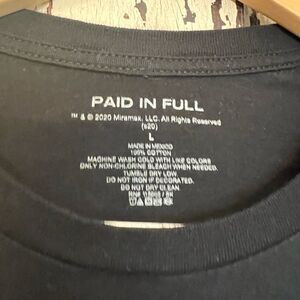 PAID IN FULL
™ & © 2020 Miramax, LLC. All Rights Reserved
(s20)
L
MADE IN MEXICO
100% COTTON
MACHINE WASH COLD WITH LIKE COLORS
ONLY NON-CHLORINE BLEACH WHEN NEEDED.
TUMBLE DRY LOW.
DO NOT IRON IF DECORATED.
DO NOT DRY CLEAN.